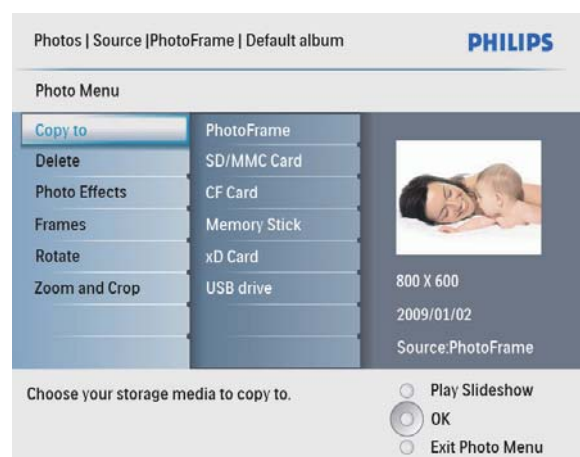 Photos | Source |PhotoFrame | Default album
PHILIPS
Photo Menu
Copy to
Delete
Photo Effects
Frames
Rotate
Zoom and Crop
PhotoFrame
SD/MMC Card
CF Card
Memory Stick
xD Card
USB drive
800 X 600
2009/01/02
Source:PhotoFrame
Choose your storage media to copy to.
Play Slideshow
OK
Exit Photo Menu